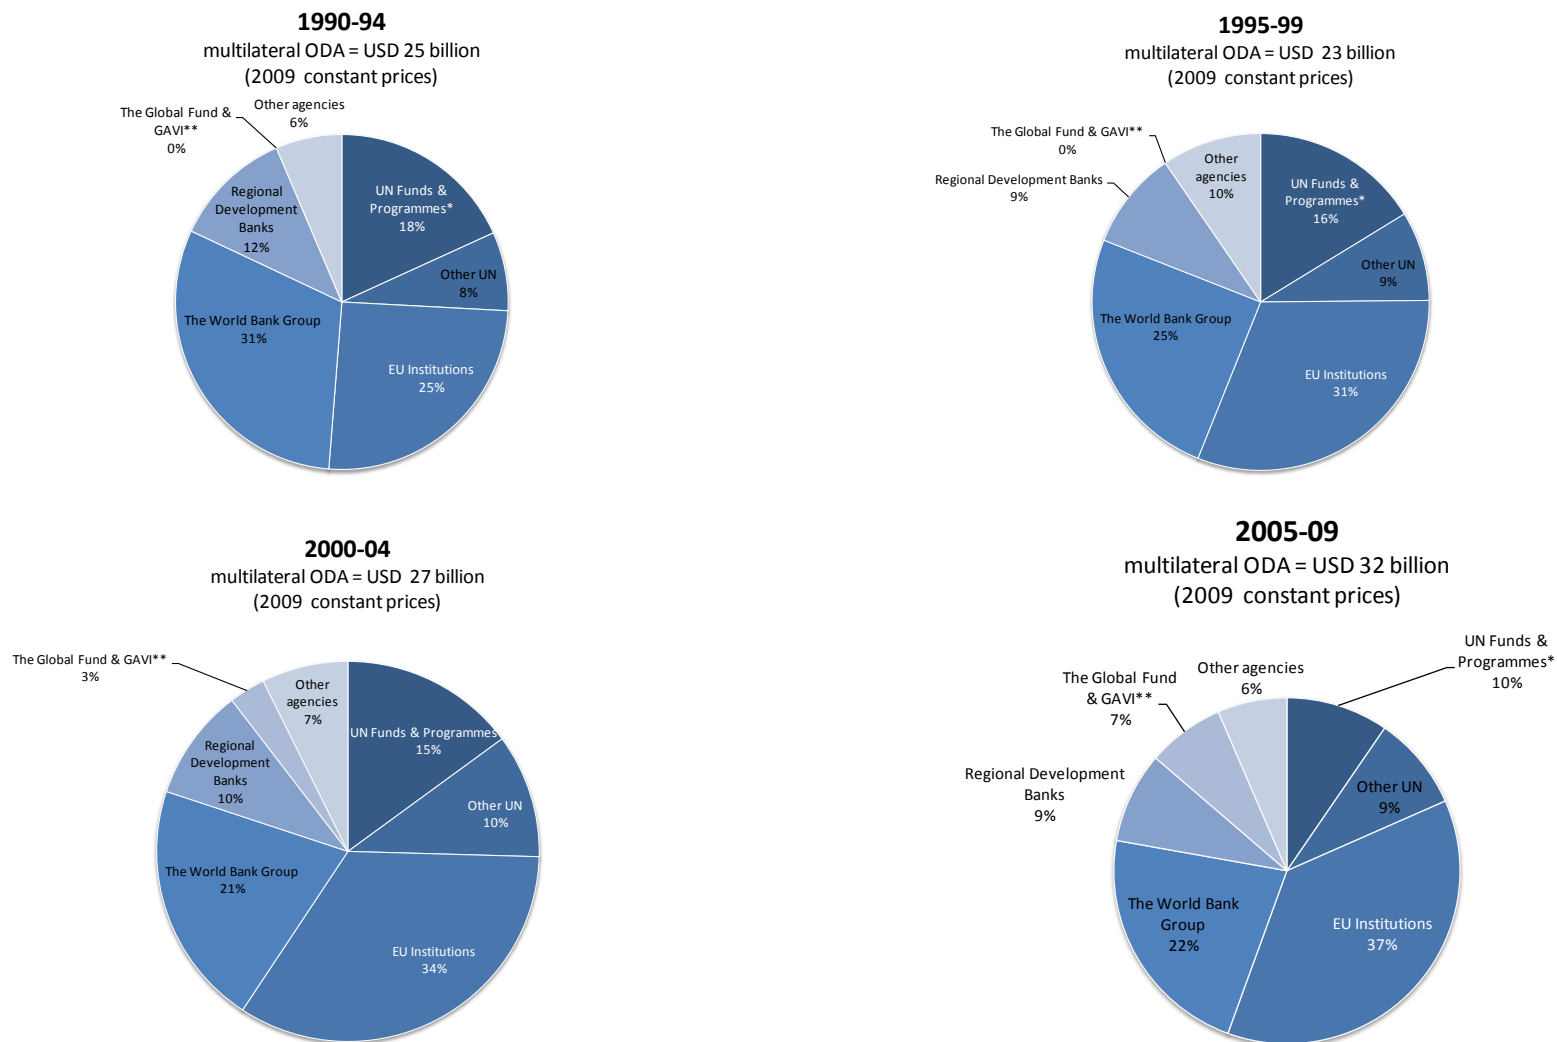 1990-94
multilateral ODA = USD 25 billion
(2009 constant prices)
The Global Fund &
GAVI**
0%
Other agencies
6%
UN Funds &
Programmes*
18%
Other UN
8%
EU Institutions
25%
The World Bank Group
31%
Regional
Development
Banks
12%
1995-99
multilateral ODA = USD 23 billion
(2009 constant prices)
The Global Fund & GAVI**
0%
Other
agencies
10%
UN Funds &
Programmes*
16%
Other UN
9%
EU Institutions
31%
The World Bank Group
25%
Regional Development Banks
9%
2000-04
multilateral ODA = USD 27 billion
(2009 constant prices)
The Global Fund & GAVI**
3%
Other
agencies
7%
UN Funds & Programmes
15%
Other UN
10%
EU Institutions
34%
The World Bank Group
21%
Regional
Development
Banks
10%
2005-09
multilateral ODA = USD 32 billion
(2009 constant prices)
The Global Fund
& GAVI**
7%
Other agencies
6%
UN Funds &
Programmes*
10%
Other UN
9%
EU Institutions
37%
The World Bank
Group
22%
Regional Development
Banks
9%